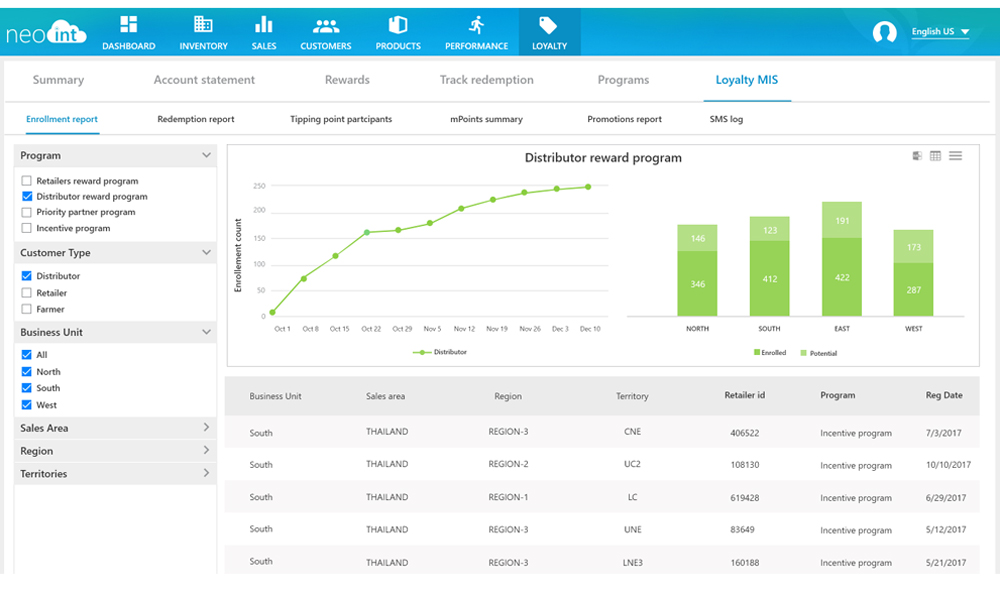 neo int
DASHBOARD INVENTORY SALES CUSTOMERS PRODUCTS PERFORMANCE LOYALTY
English US
Summary Account statement Rewards Track redemption Programs Loyalty MIS
Enrollment report Redemption report Tipping point partcipants mPoints summary Promotions report SMS log
Program
Retailers reward program
Distributor reward program
Priority partner program
Incentive program
Customer Type
Distributor
Retailer
Farmer
Business Unit
All
North
South
West
Sales Area
Region
Territories
Distributor reward program
Enrollement count
250
200
150
100
50
0
Oct 1 Oct 8 Oct 15 Oct 22 Oct 29 Nov 5 Nov 12 Nov 19 Nov 26 Dec 3 Dec 10
Distributor
146 123 191 173
346 412 422 287
NORTH SOUTH EAST WEST
Enrolled Potential
Business Unit Sales area Region Territory Retailer id Program Reg Date
South THAILAND REGION-3 CNE 406522 Incentive program 7/3/2017
South THAILAND REGION-2 UC2 108130 Incentive program 10/10/2017
South THAILAND REGION-1 LC 619428 Incentive program 6/29/2017
South THAILAND REGION-3 UNE 83649 Incentive program 5/12/2017
South THAILAND REGION-3 LNE3 160188 Incentive program 5/21/2017